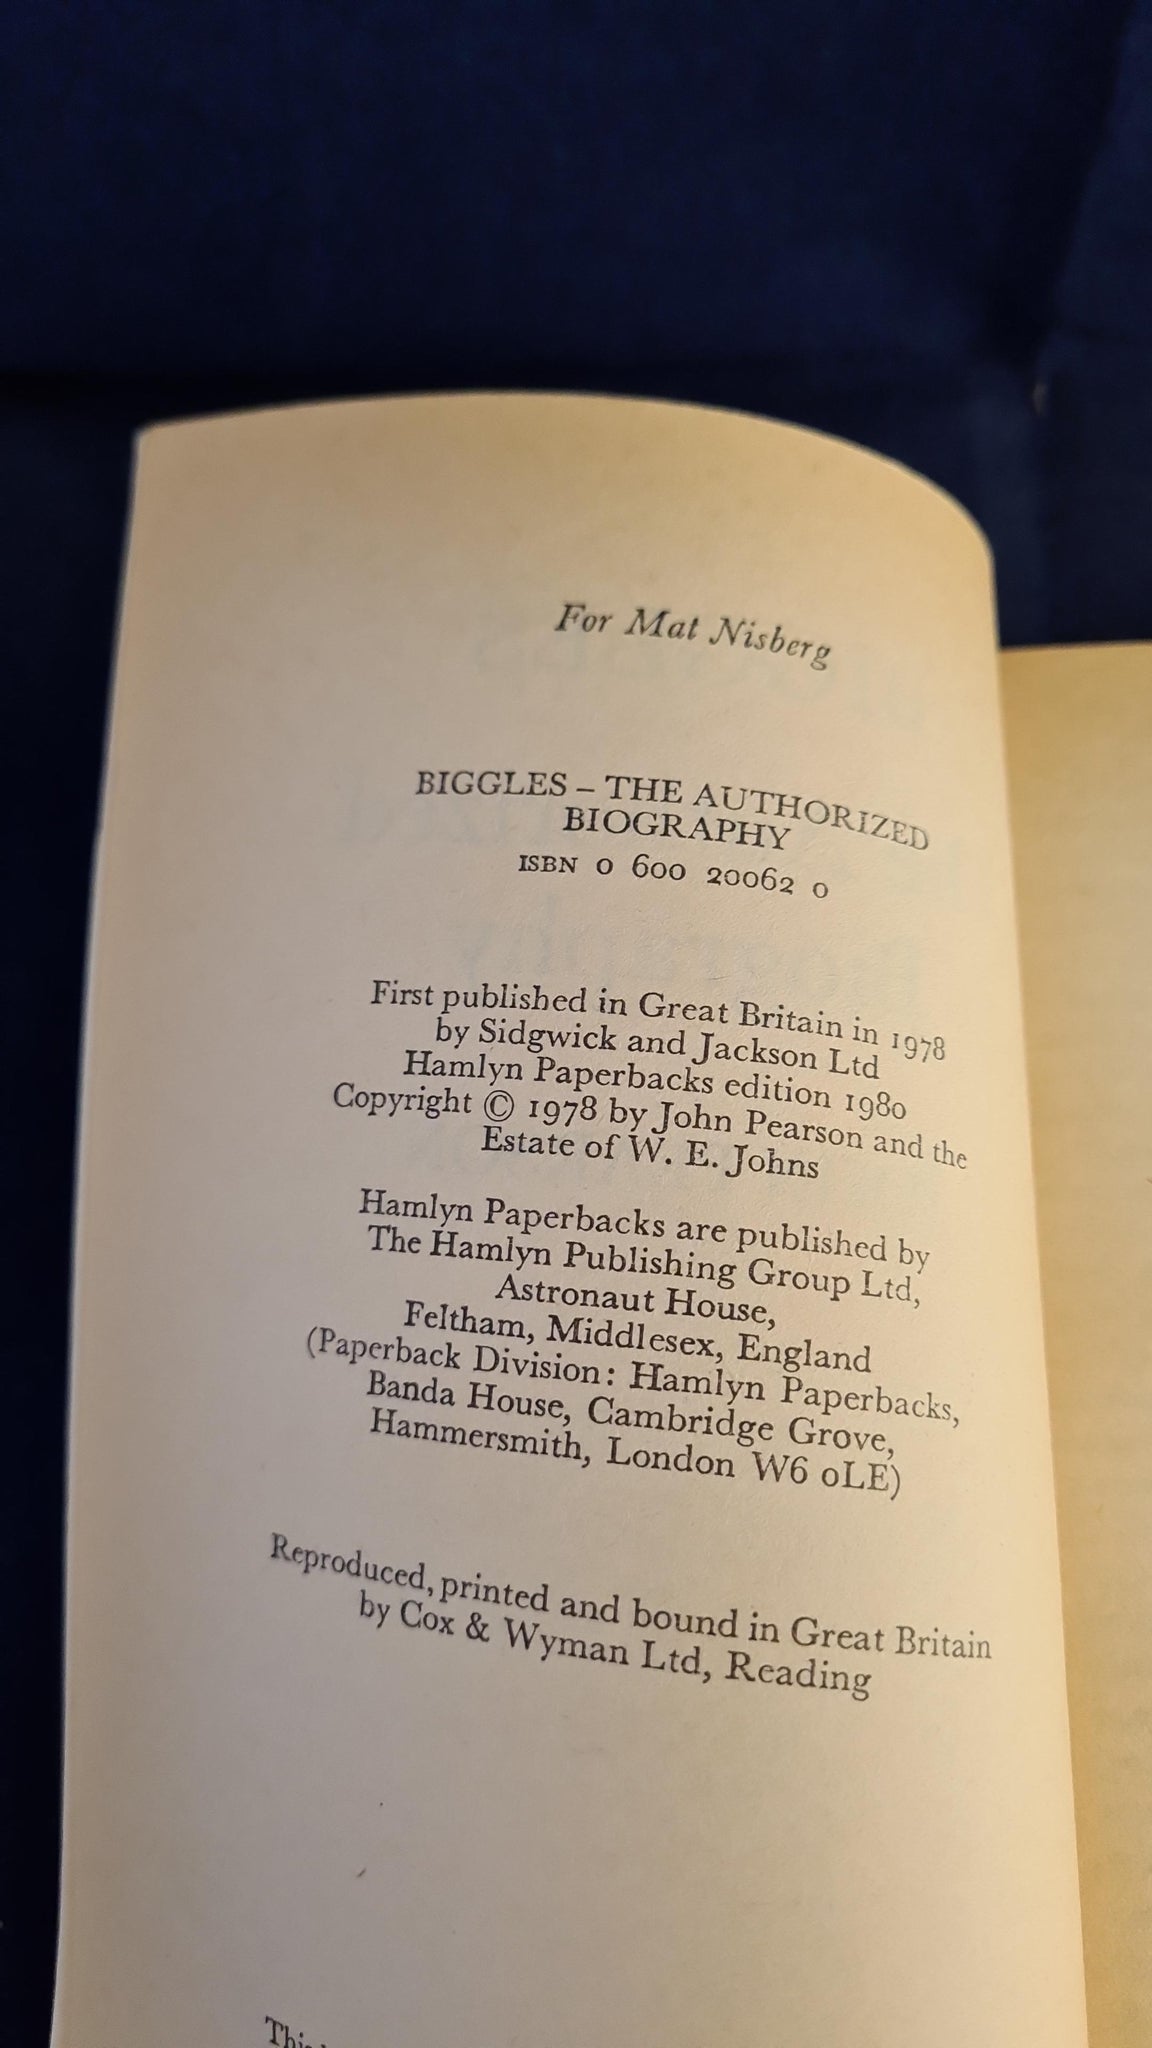 For Mat Nisberg
BIGGLES – THE AUTHORIZED
BIOGRAPHY
ISBN 0 600 20062 0
First published in Great Britain in 1978
by Sidgwick and Jackson Ltd
Hamlyn Paperbacks edition 1980
Copyright © 1978 by John Pearson and the
Estate of W. E. Johns
Hamlyn Paperbacks are published by
The Hamlyn Publishing Group Ltd,
Astronaut House,
Feltham, Middlesex, England
(Paperback Division: Hamlyn Paperbacks,
Banda House, Cambridge Grove,
Hammersmith, London W6 0LE)
Reproduced, printed and bound in Great Britain
by Cox & Wyman Ltd, Reading